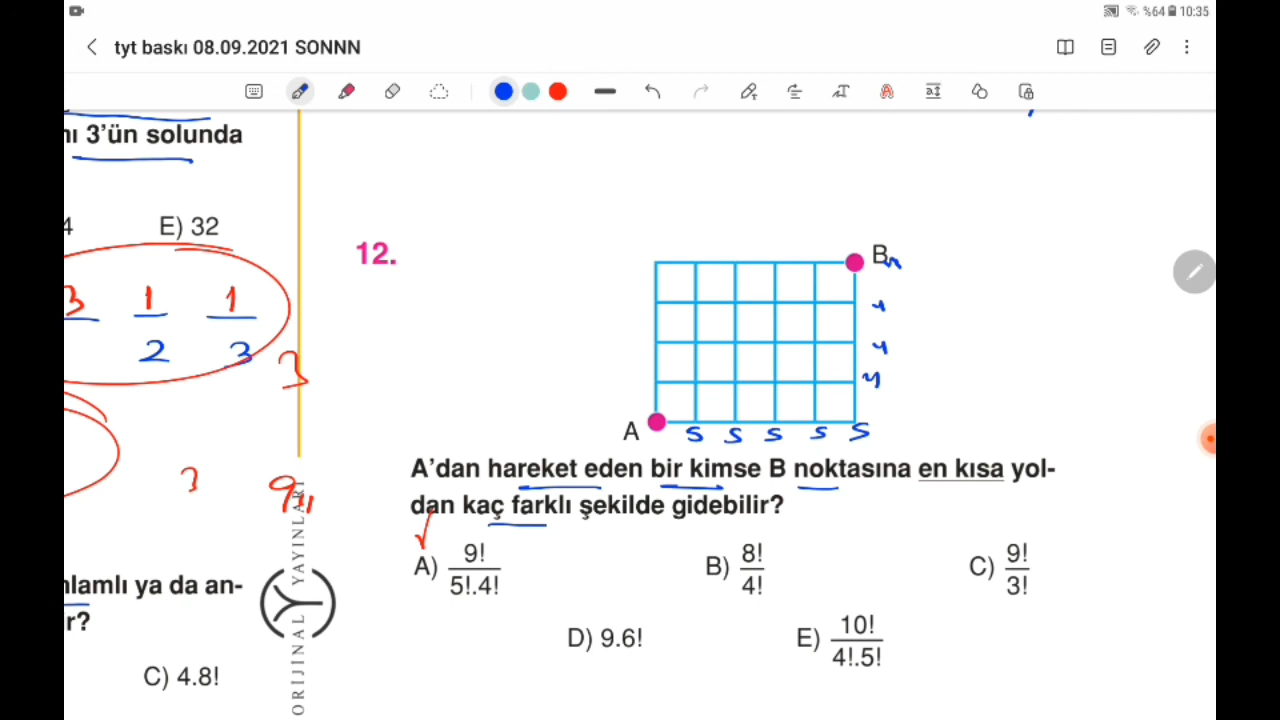 %64 10:35
tyt baskı 08.09.2021 SONNN
ı 3'ün solunda
4 E) 32
3 1 1
2 3
3
3 9!!
nlamlı ya da an-
r?
C) 4.8!
ORİJİNAL YAYINLARI
12.
B
A
S S S S S
A'dan hareket eden bir kimse B noktasına en kısa yol-
dan kaç farklı şekilde gidebilir?
A) 9!/5!.4! B) 8!/4! C) 9!/3!
D) 9.6! E) 10!/4!.5!